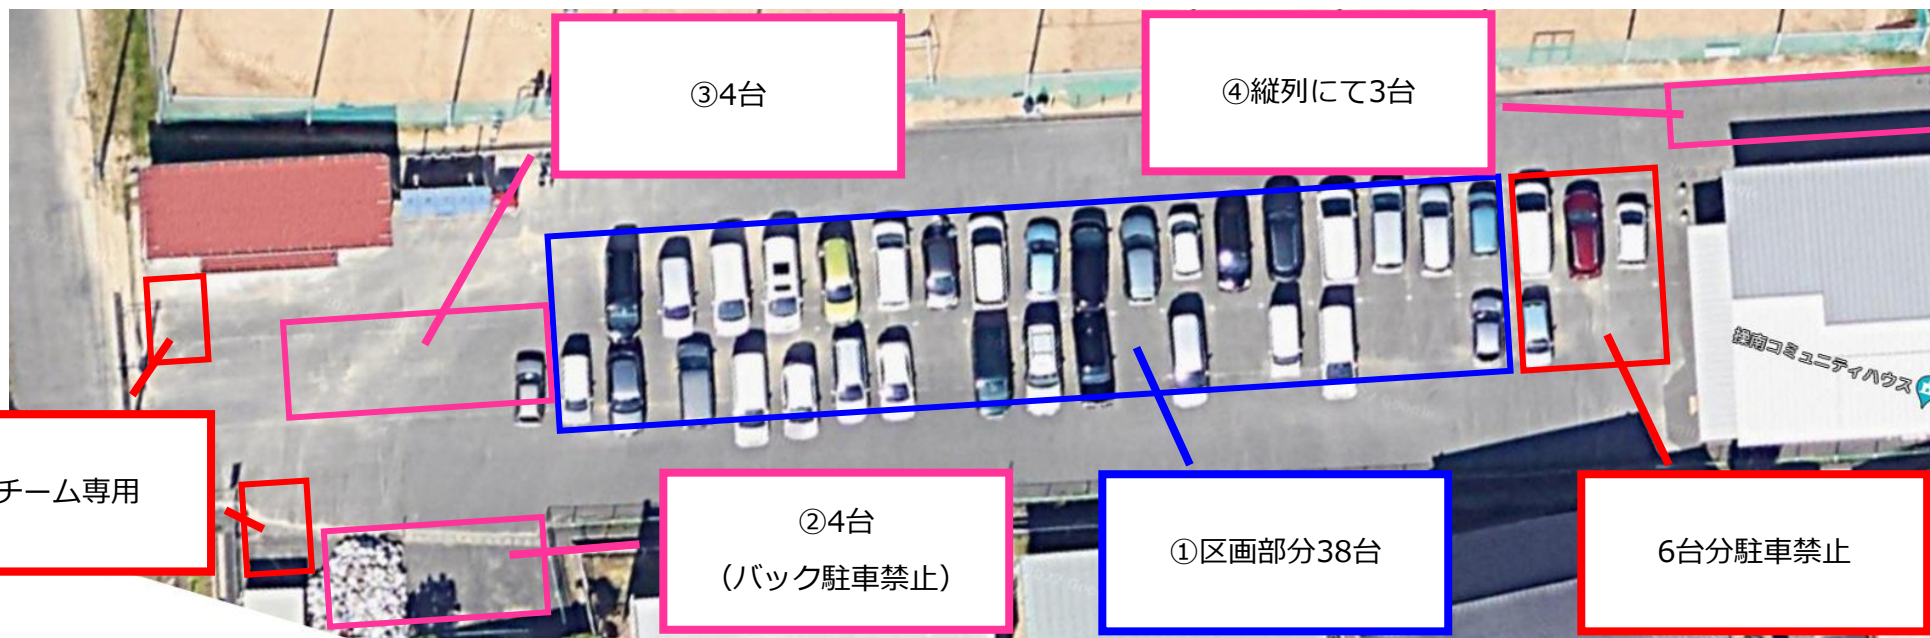 ③4台
④縦列にて3台
操南コミュニティハウス
チーム専用
②4台
（バック駐車禁止）
①区画部分38台
6台分駐車禁止